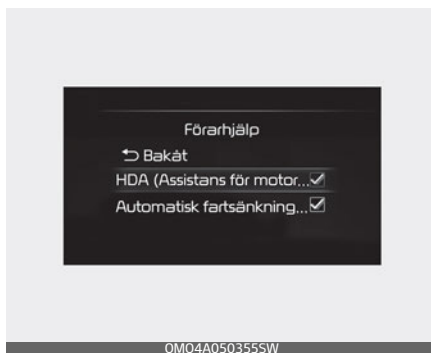 Förarhjälp
Bakåt
HDA (Assistans för motor...
Automatisk fartsänkning...
OMO4A050355SW